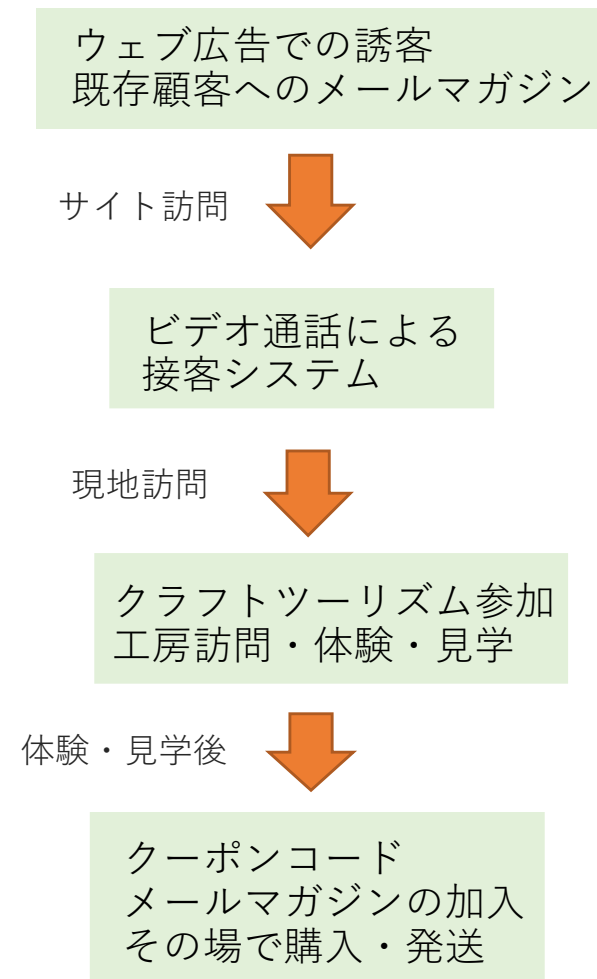 ウェブ広告での誘客
既存顧客へのメールマガジン
サイト訪問
ビデオ通話による
接客システム
現地訪問
クラフトツーリズム参加
工房訪問・体験・見学
体験・見学後
クーポンコード
メールマガジンの加入
その場で購入・発送